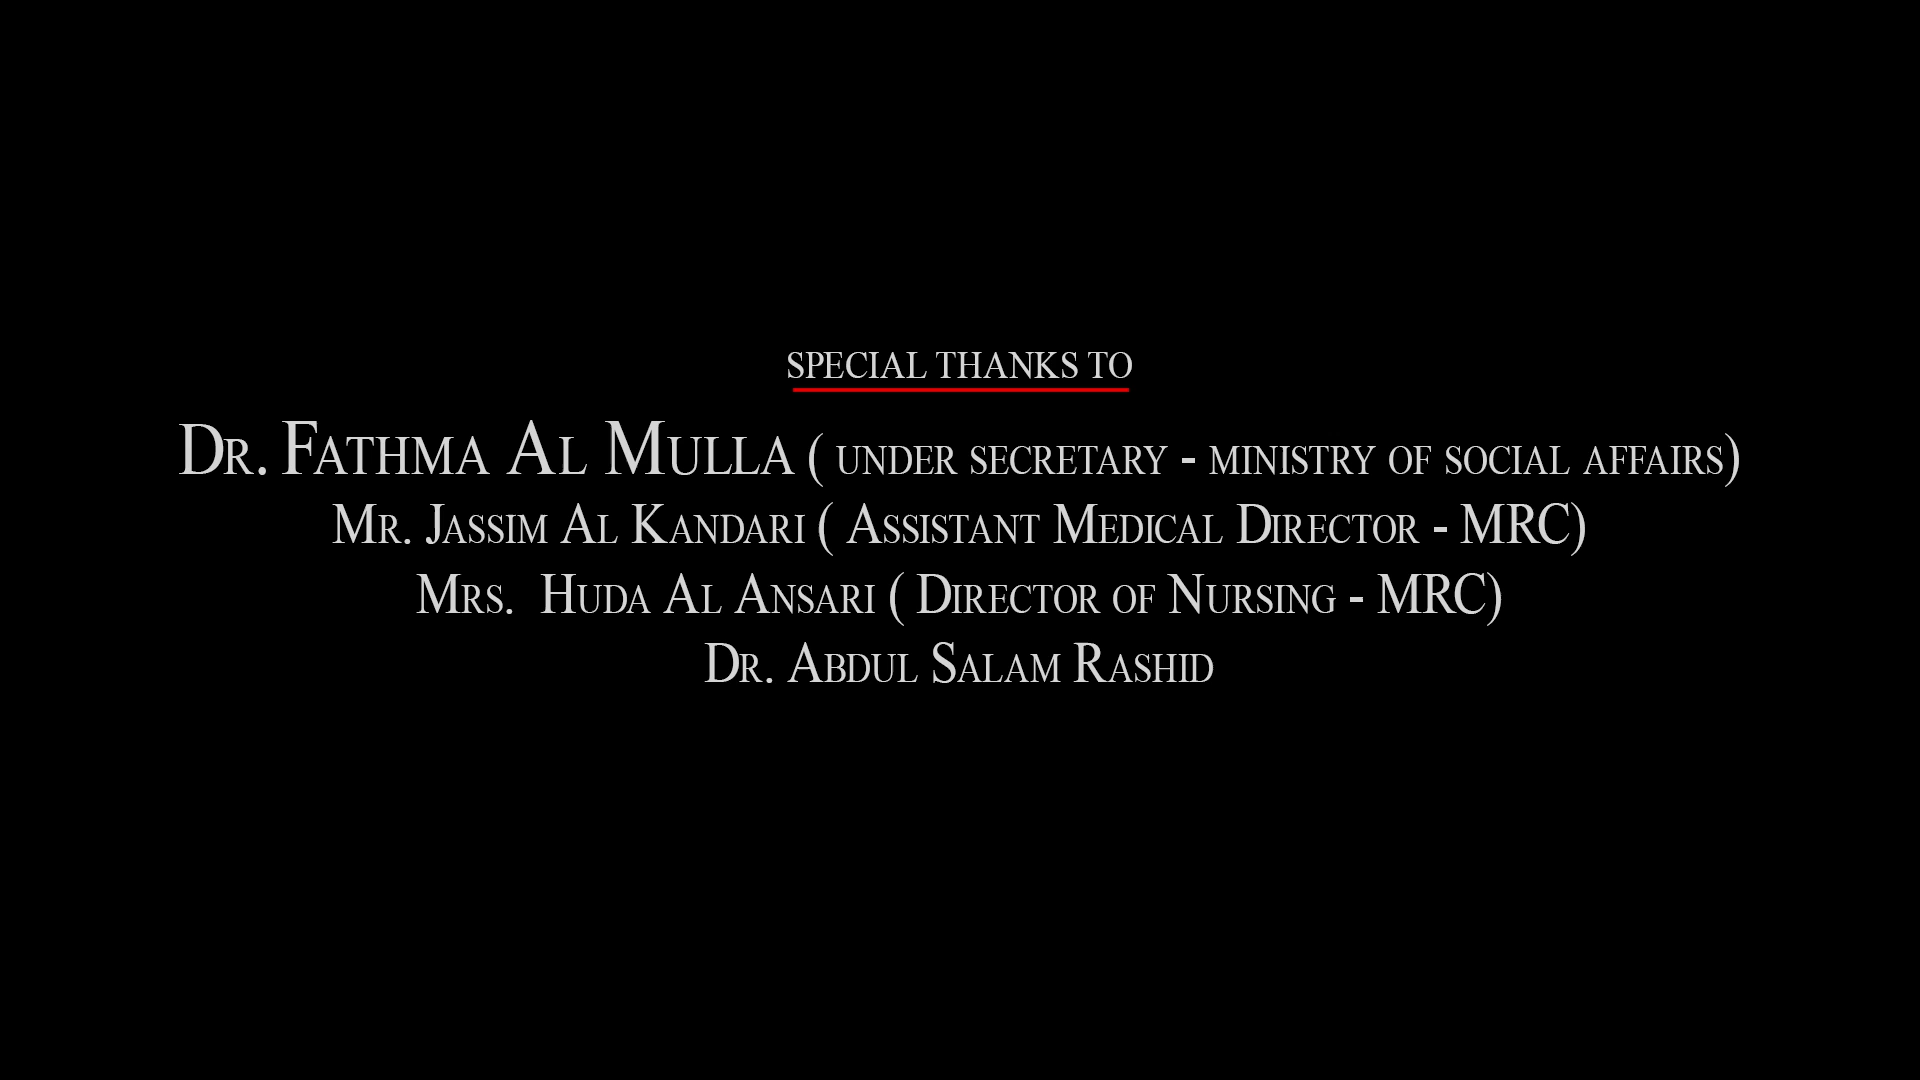 SPECIAL THANKS TO
DR. FATHMA AL MULLA ( UNDER SECRETARY - MINISTRY OF SOCIAL AFFAIRS)
MR. JASSIM AL KANDARI ( ASSISTANT MEDICAL DIRECTOR - MRC)
MRS.  HUDA AL ANSARI ( DIRECTOR OF NURSING - MRC)
DR. ABDUL SALAM RASHID